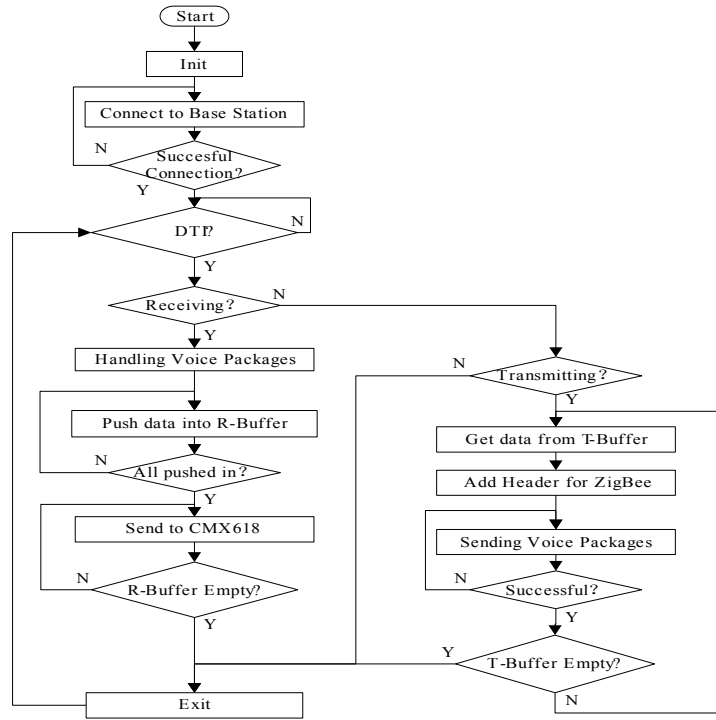 Start
Init
Connect to Base Station
N
Succesful
Connection?
Y
DTI?
N
Y
Receiving?
N
Y
Handling Voice Packages
Push data into R-Buffer
N
All pushed in?
Y
Send to CMX618
N
R-Buffer Empty?
Y
N
Transmitting?
Y
Get data from T-Buffer
Add Header for ZigBee
Sending Voice Packages
N
Successful?
Y
Y
T-Buffer Empty?
N
Exit